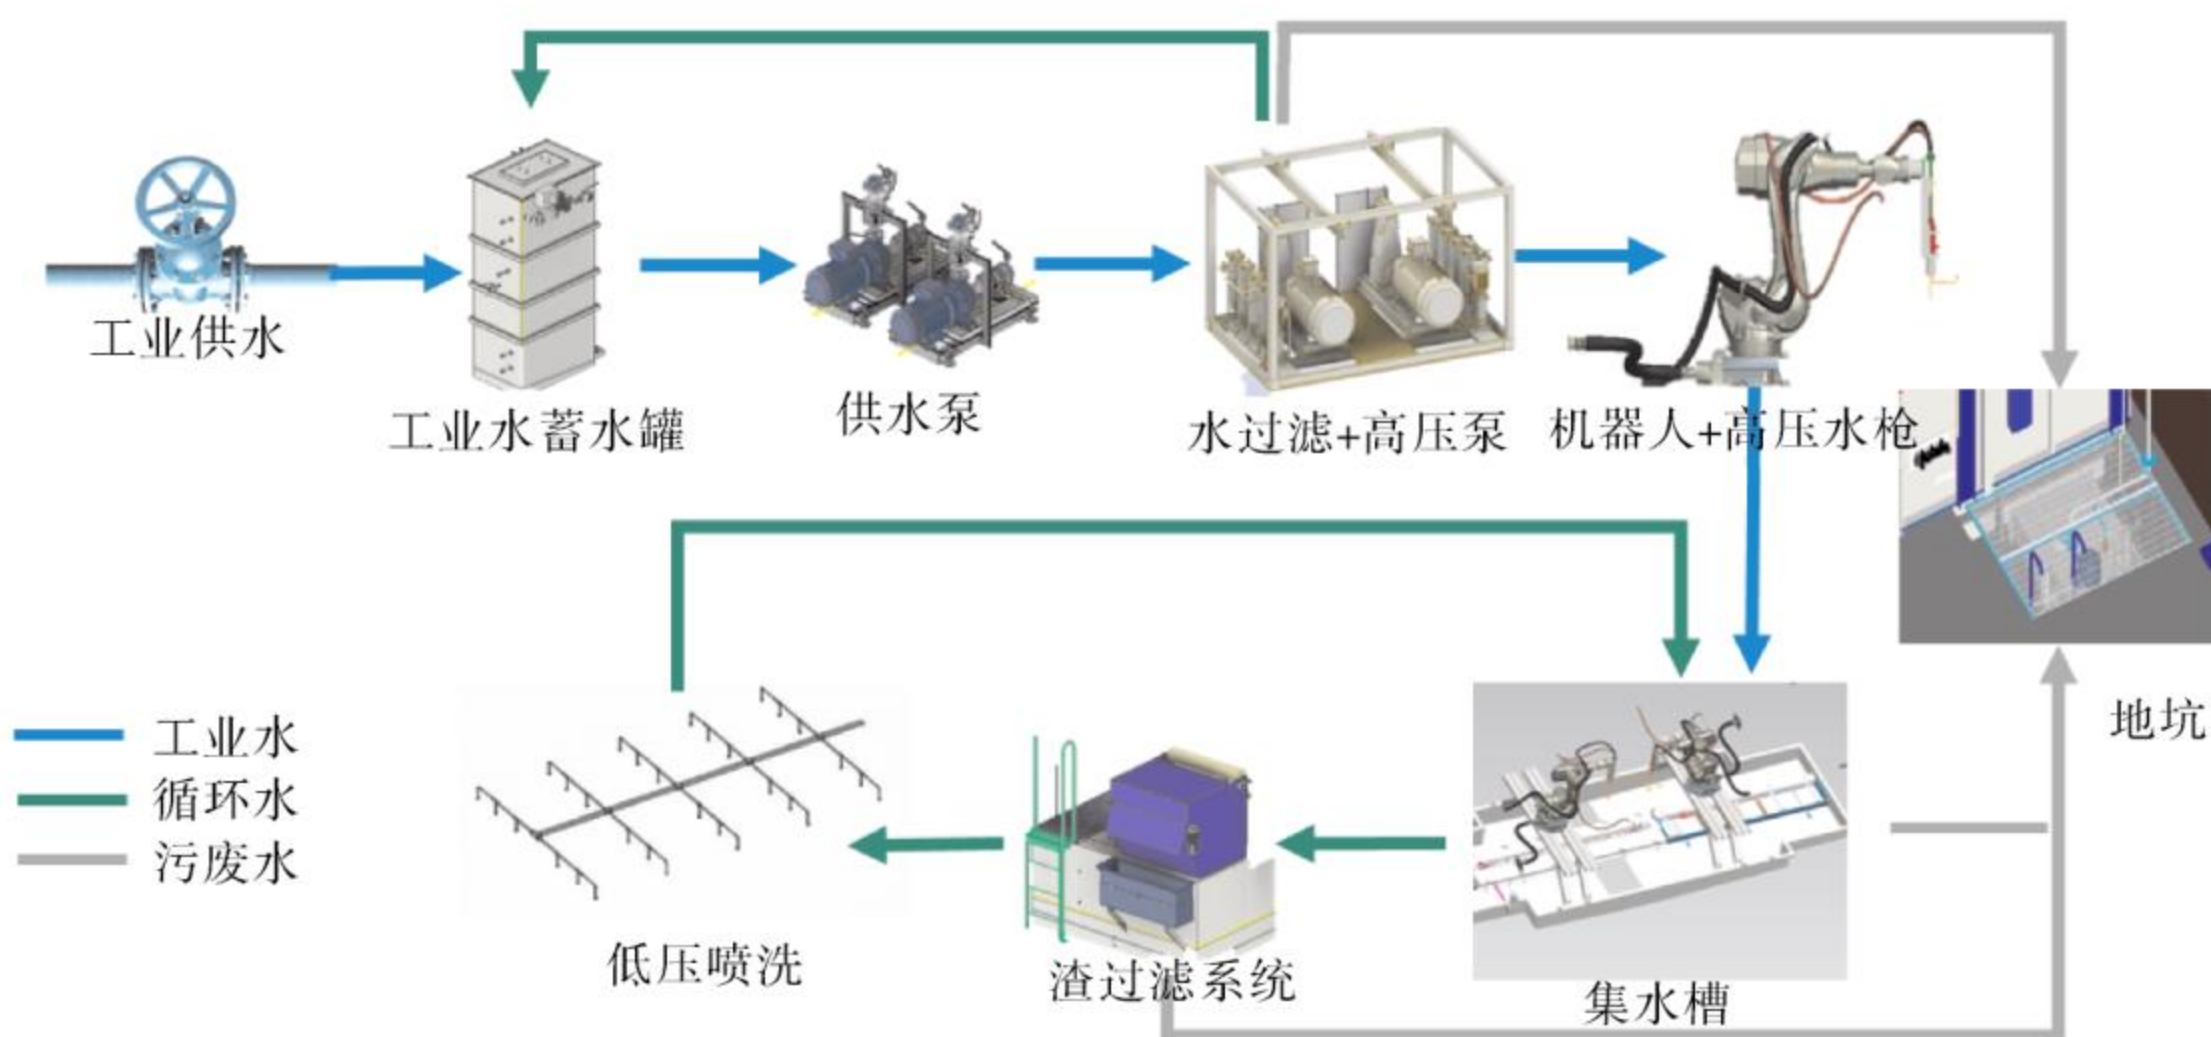 工业供水
工业水蓄水罐
供水泵
水过滤+高压泵
机器人+高压水枪
地坑
工业水
循环水
污废水
低压喷洗
渣过滤系统
集水槽